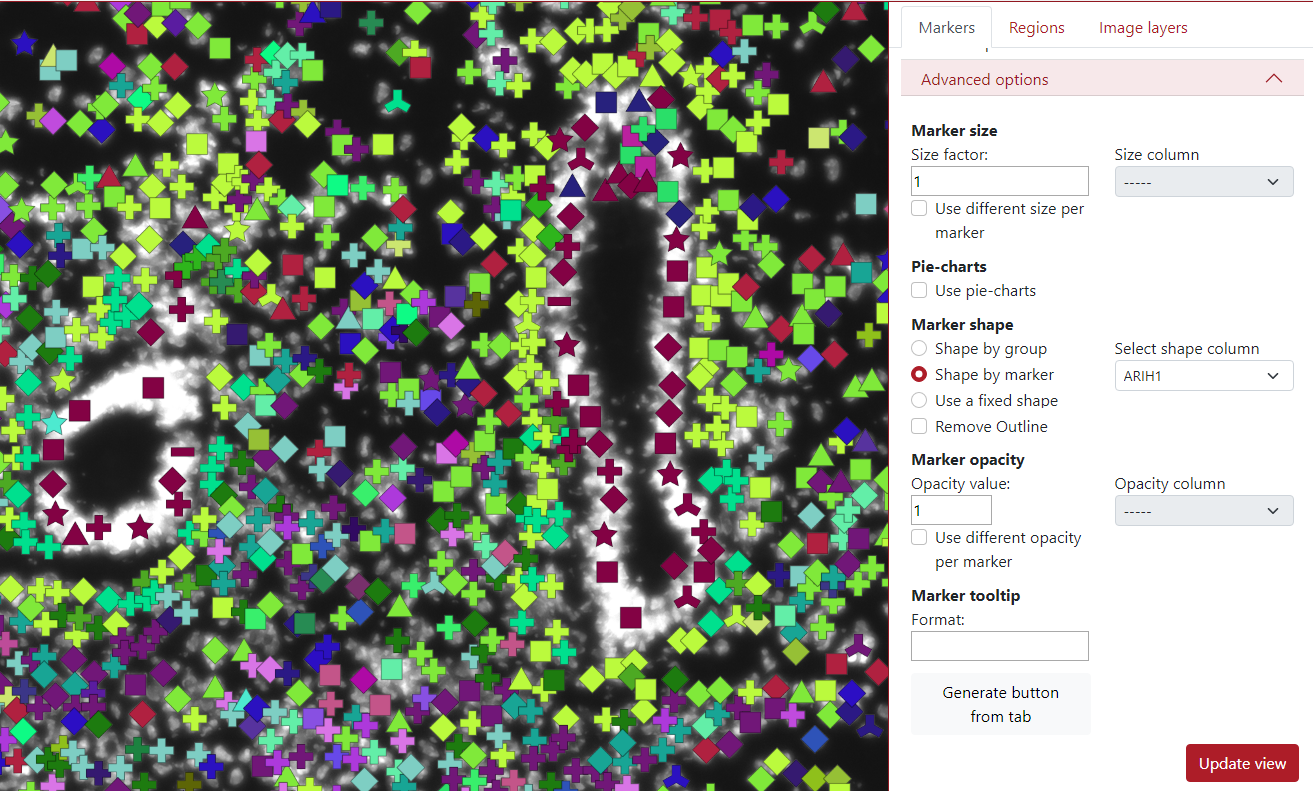 Markers
Regions
Image layers
Advanced options
Marker size
Size factor:
Size column
1
-----
Use different size per
marker
Pie-charts
Use pie-charts
Marker shape
Shape by group
Select shape column
Shape by marker
ARIH1
Use a fixed shape
Remove Outline
Marker opacity
Opacity value:
Opacity column
1
-----
Use different opacity
per marker
Marker tooltip
Format:
Generate button
from tab
Update view